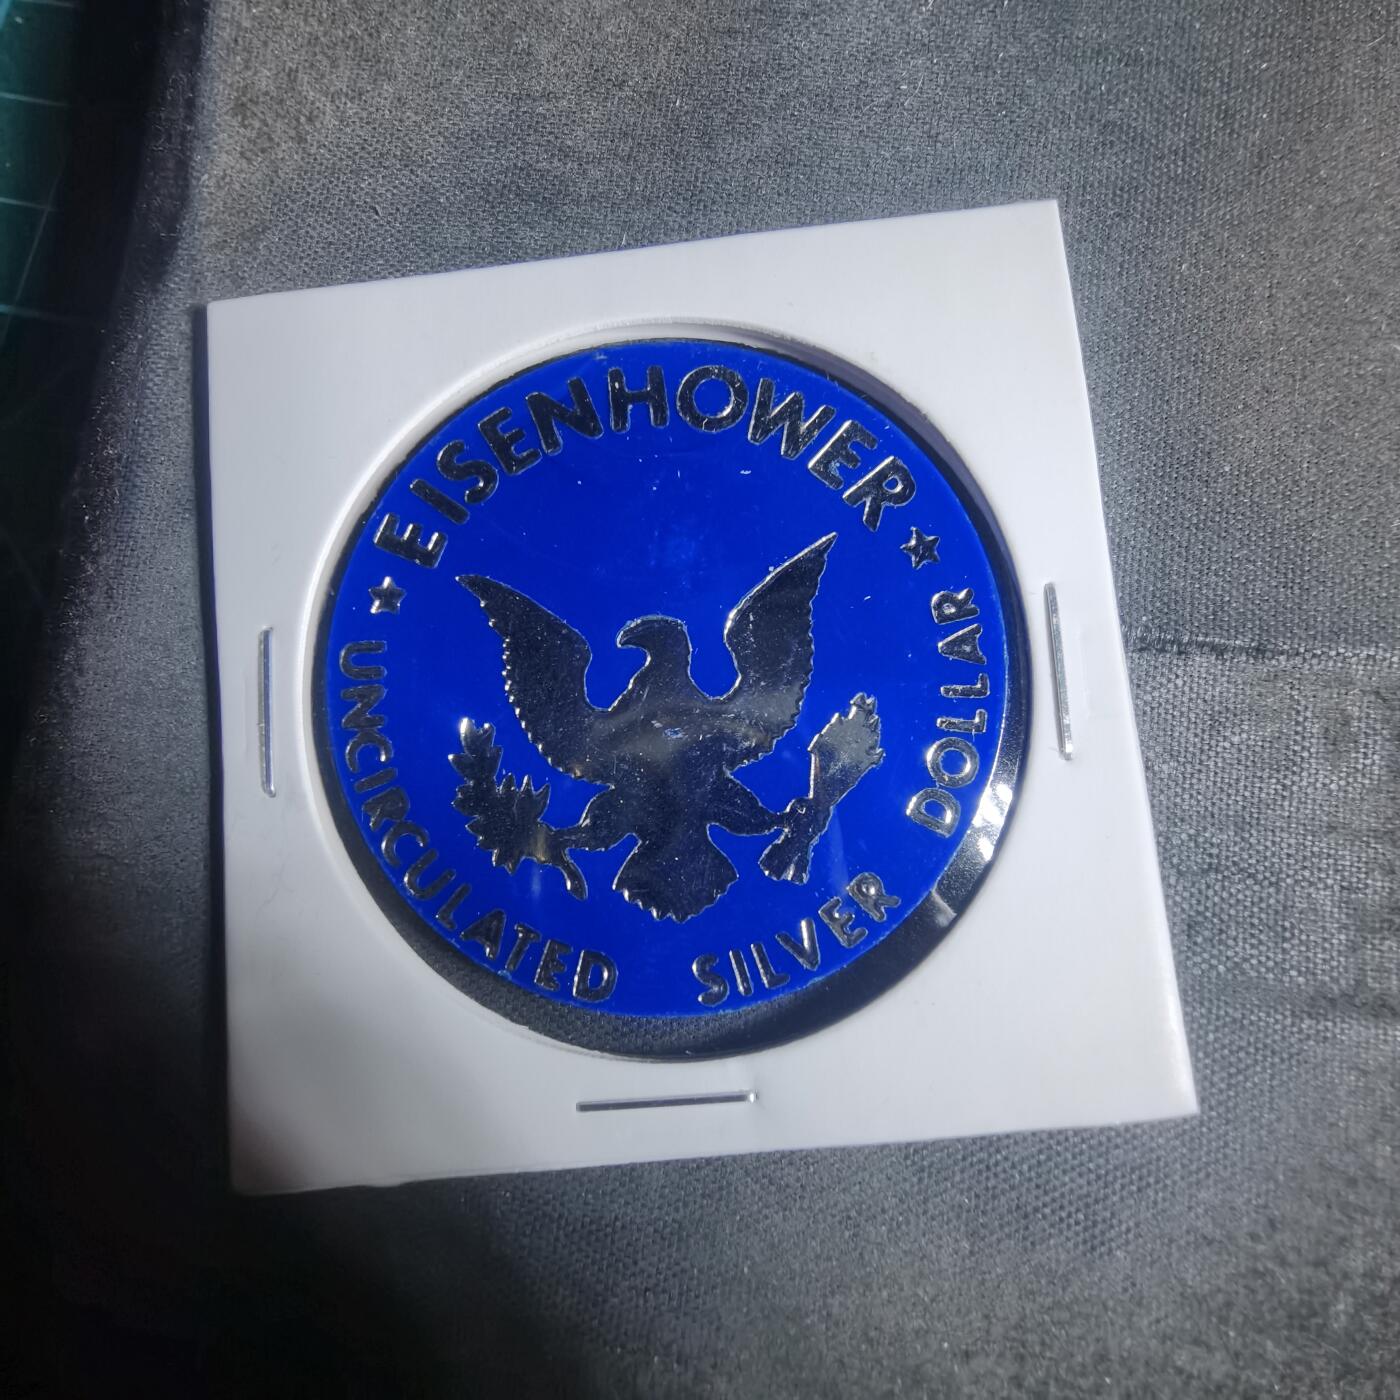 ★ EISENHOWER ★
UNCIRCULATED SILVER DOLLAR